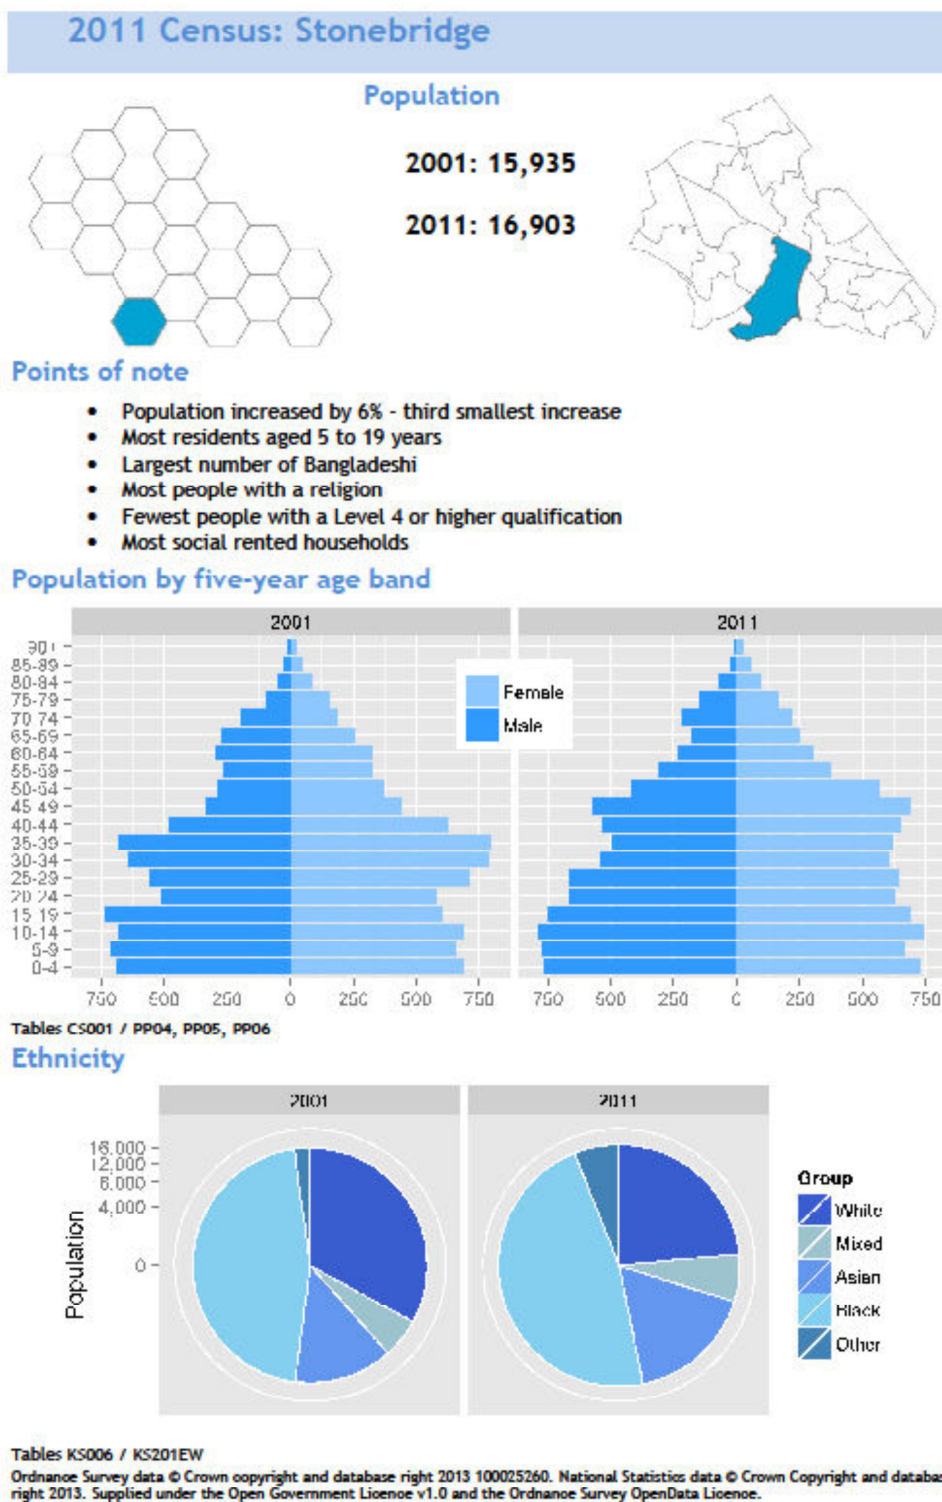 2011 Census: Stonebridge
Population
2001: 15,935
2011: 16,903
Points of note
• Population increased by 6% - third smallest increase
• Most residents aged 5 to 19 years
• Largest number of Bangladeshi
• Most people with a religion
• Fewest people with a Level 4 or higher qualification
• Most social rented households
Population by five-year age band
2001 2011
90+
85-89
80-84
75-79
70-74
65-69
60-64
55-59
50-54
45-49
40-44
35-39
30-34
25-29
20-24
15-19
10-14
5-9
0-4
Female
Male
750 500 250 0 250 500 750 750 500 250 0 250 500 750
Tables CS001 / PP04, PP05, PP06
Ethnicity
2001 2011
16,000
12,000
8,000
4,000
0
Population
Group
White
Mixed
Asian
Black
Other
Tables KS006 / KS201EW
Ordnance Survey data © Crown copyright and database right 2013 100025260. National Statistics data © Crown Copyright and databas
right 2013. Supplied under the Open Government Licence v1.0 and the Ordnance Survey OpenData Licence.